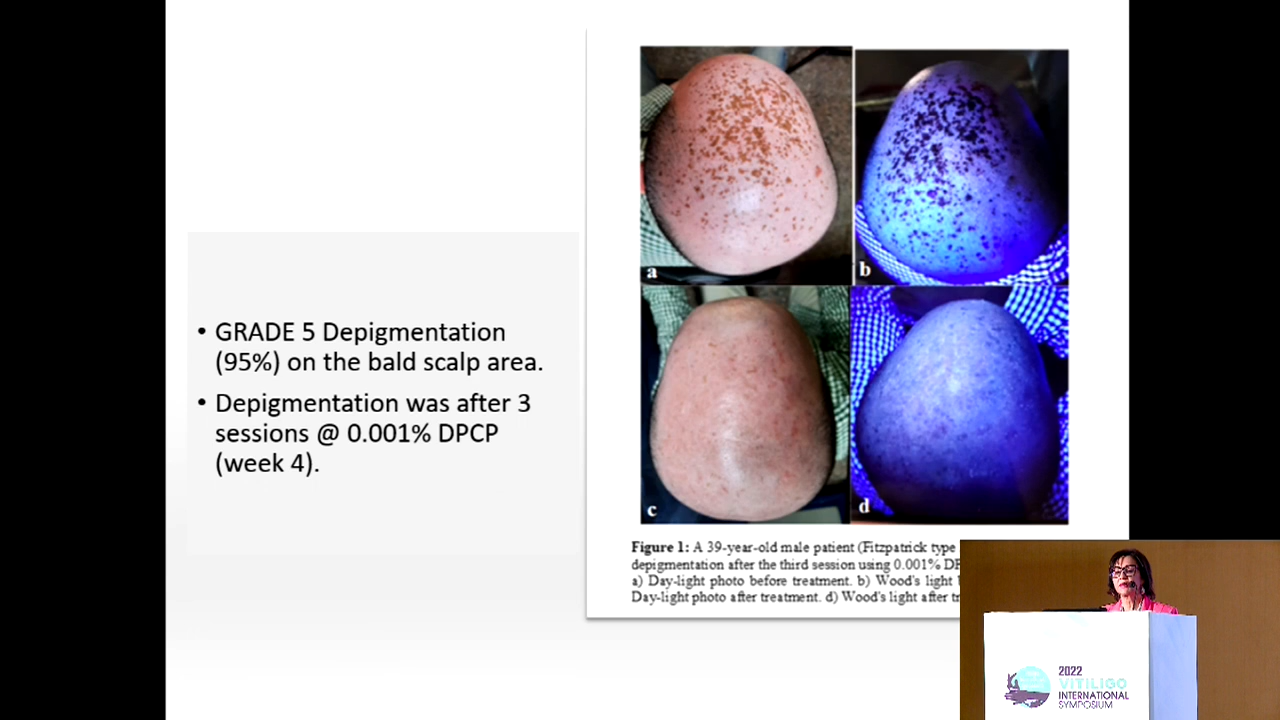 • GRADE 5 Depigmentation
(95%) on the bald scalp area.
• Depigmentation was after 3
sessions @ 0.001% DPCP
(week 4).
a
b
c
d
Figure 1: A 39-year-old male patient (Fitzpatrick type
depigmentation after the third session using 0.001%
a) Day-light photo before treatment. b) Wood's light
Day-light photo after treatment. d) Wood's light after
2022
VITILIGO
INTERNATIONAL
SYMPOSIUM